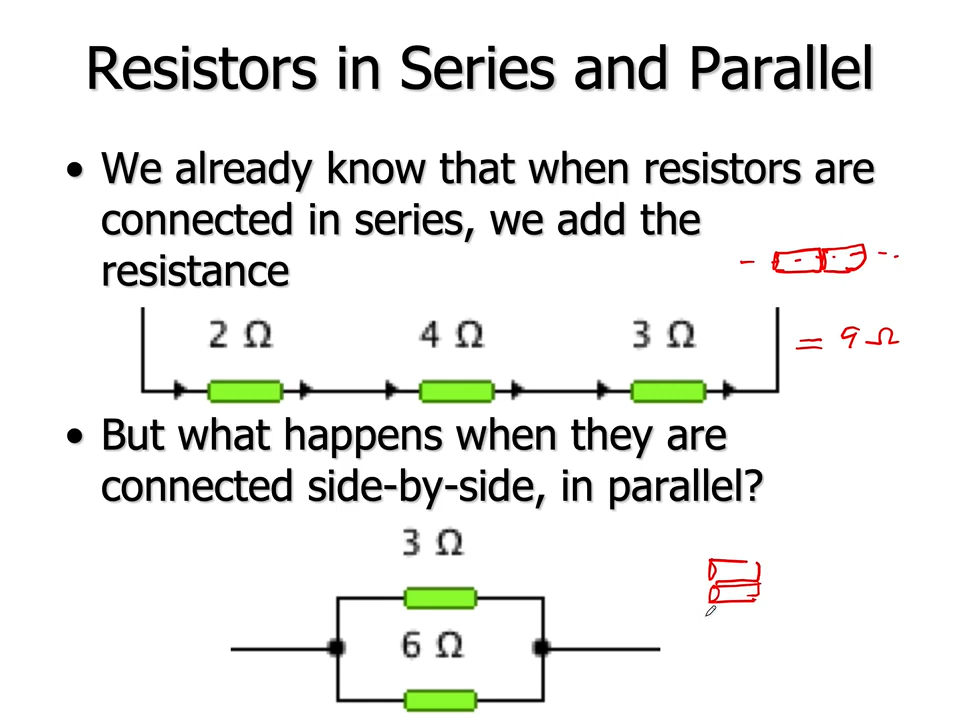 Resistors in Series and Parallel
• We already know that when resistors are
connected in series, we add the
resistance
2 Ω 4 Ω 3 Ω = 9 Ω
• But what happens when they are
connected side-by-side, in parallel?
3 Ω
6 Ω